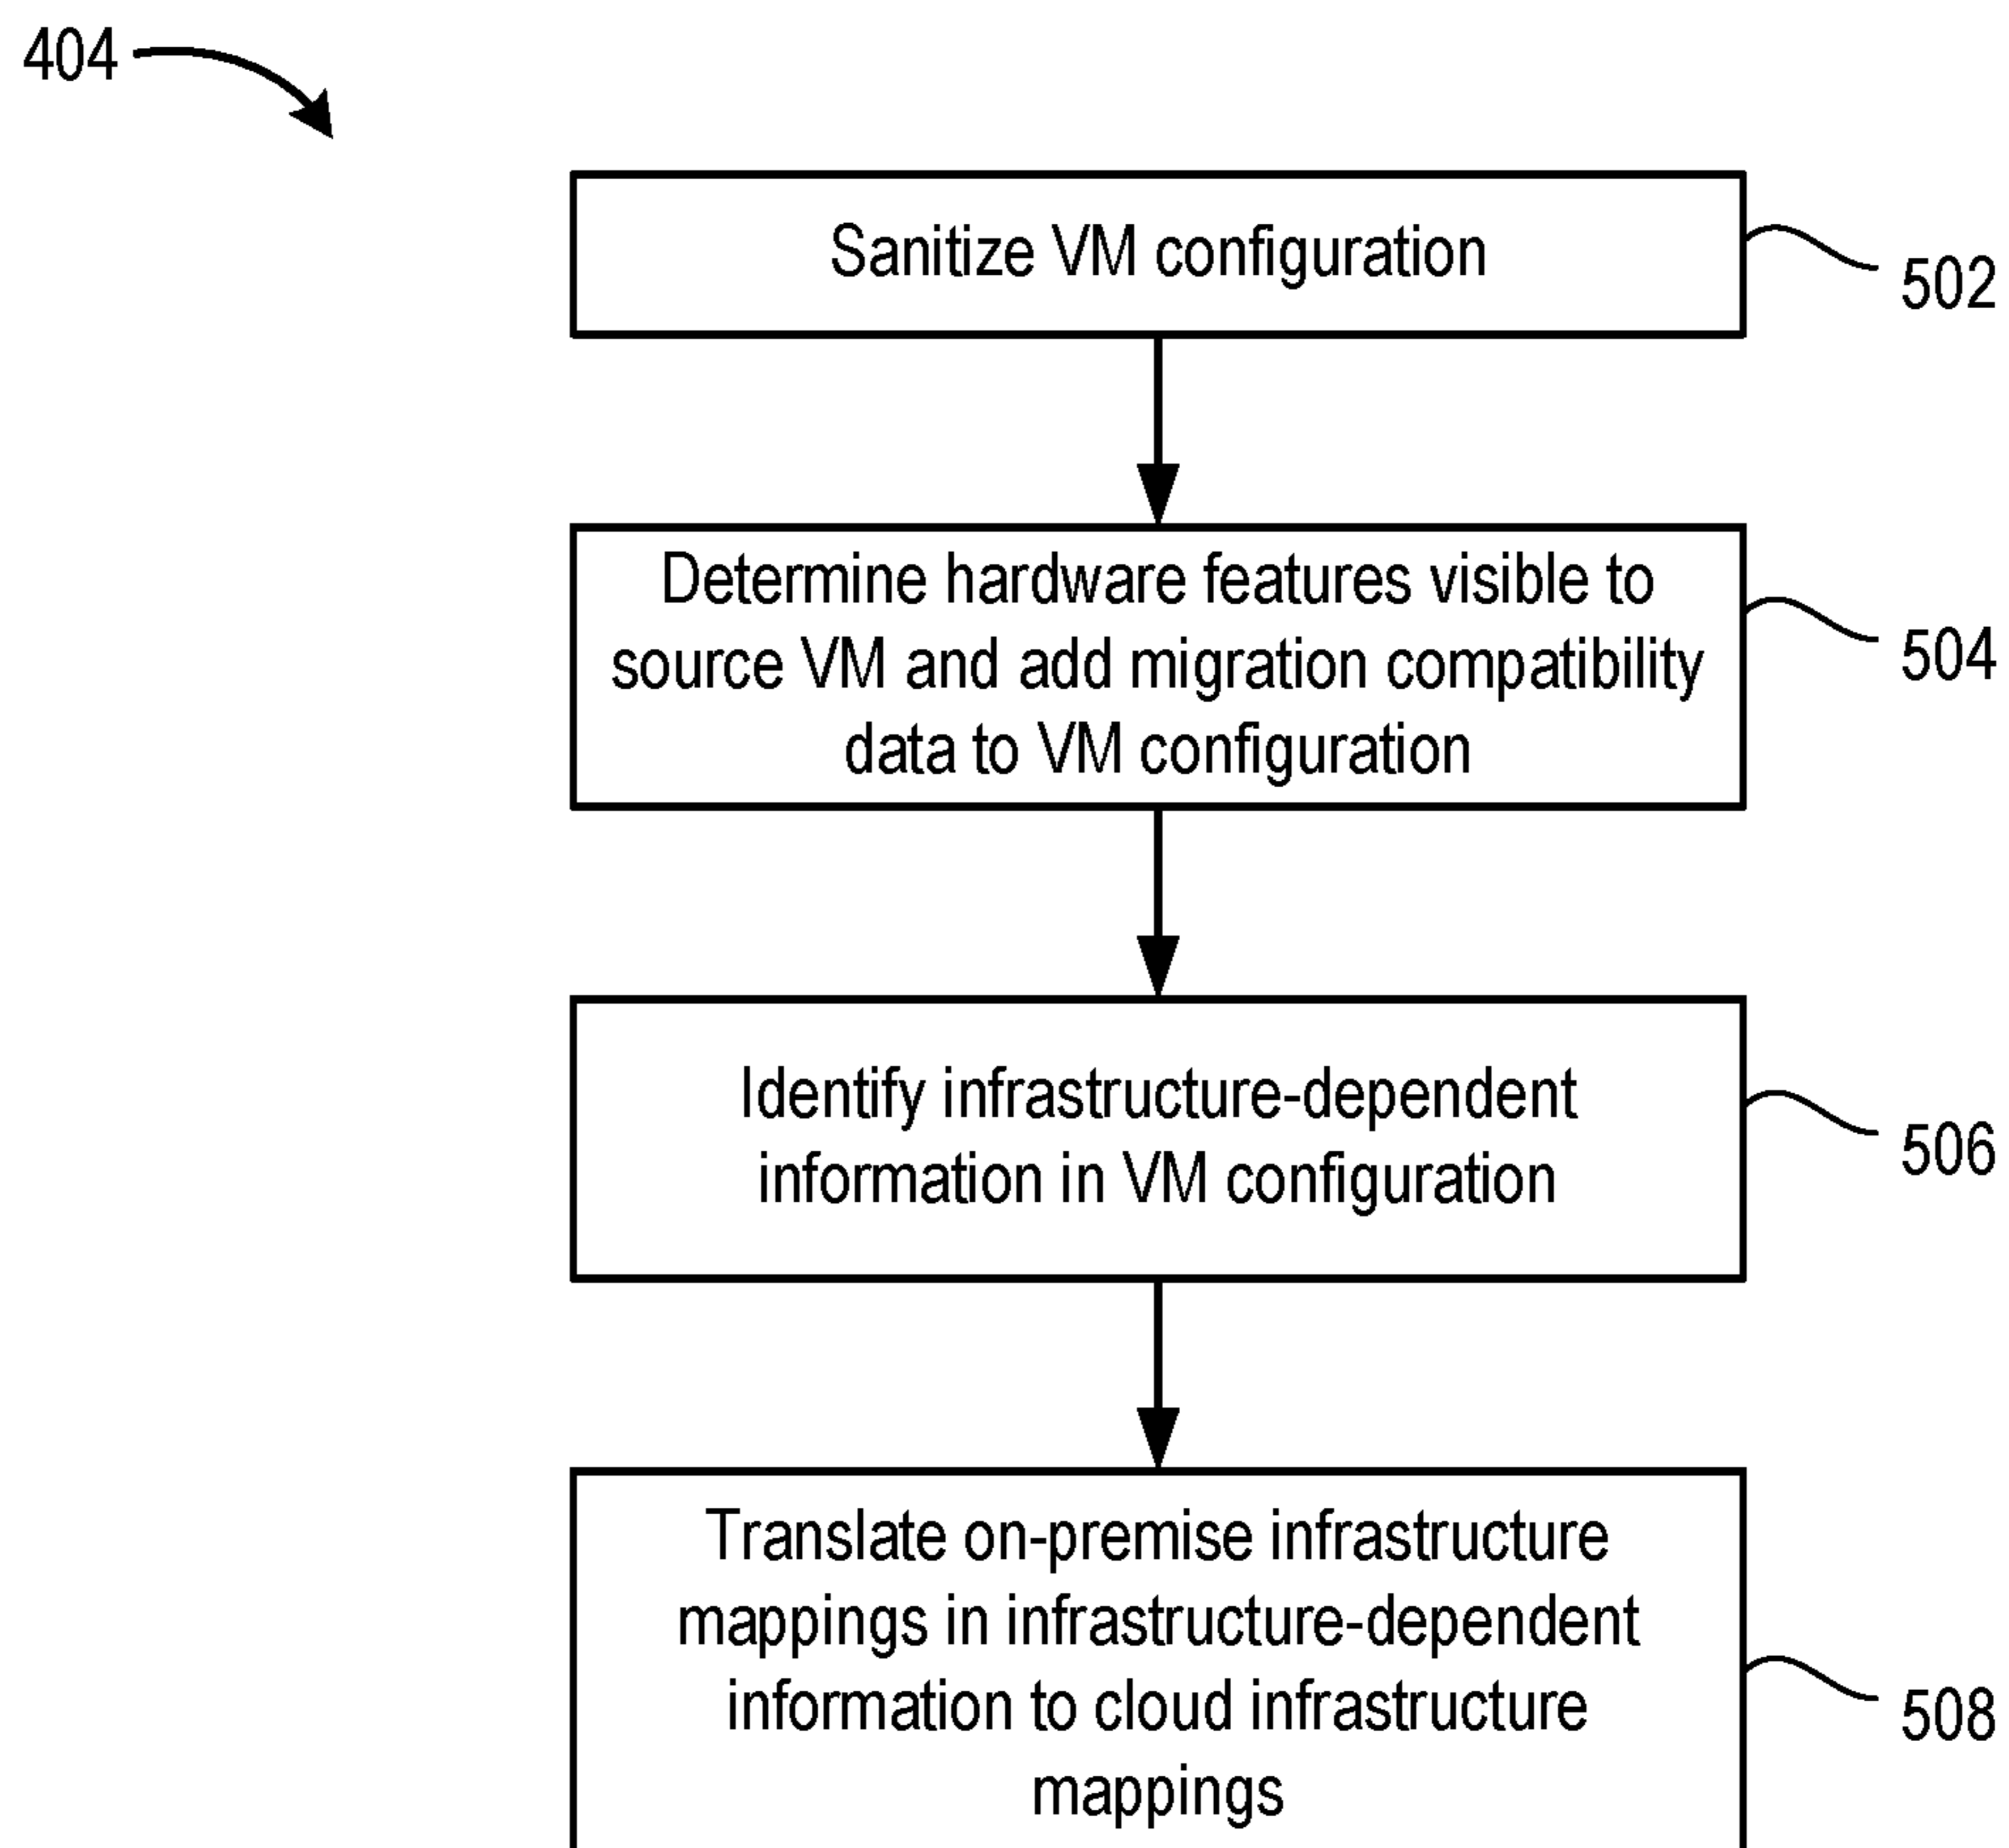 404
Sanitize VM configuration
502
Determine hardware features visible to
source VM and add migration compatibility
data to VM configuration
504
Identify infrastructure-dependent
information in VM configuration
506
Translate on-premise infrastructure
mappings in infrastructure-dependent
information to cloud infrastructure
mappings
508